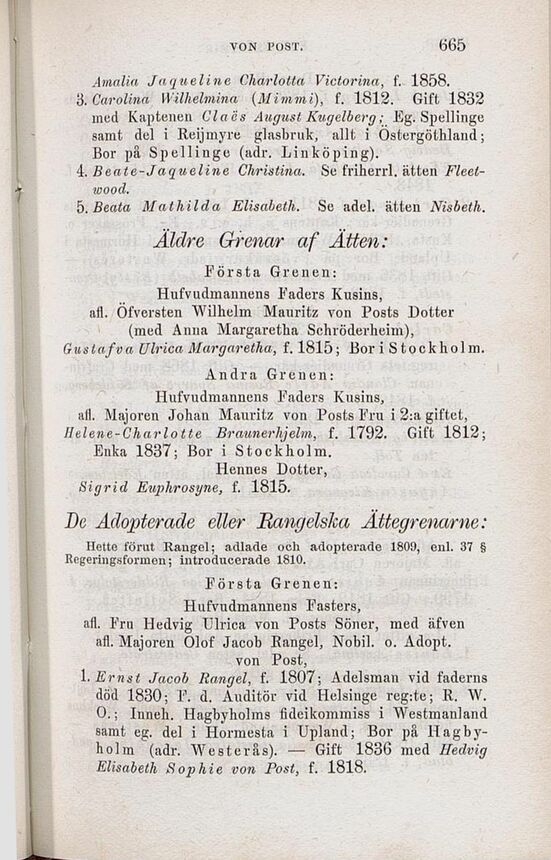 VON POST. 665
Amalia Jaqueline Charlotta Victorina, f. 1858.
3. Carolina Wilhelmina (Mimmi), f. 1812. Gift 1832
med Kaptenen Claës August Kugelberg; Eg. Spellinge
samt del i Reijmyre glasbruk, allt i Östergöthland;
Bor på Spellinge (adr. Linköping).
4. Beate-Jaqueline Christina. Se friherrl. ätten Fleet-
wood.
5. Beata Mathilda Elisabeth. Se adel. ätten Nisbeth.
Äldre Grenar af Ätten:
Första Grenen:
Hufvudmannens Faders Kusins,
afl. Öfversten Wilhelm Mauritz von Posts Dotter
(med Anna Margaretha Schröderheim),
Gustafva Ulrica Margaretha, f. 1815; Bor i Stockholm.
Andra Grenen:
Hufvudmannens Faders Kusins,
afl. Majoren Johan Mauritz von Posts Fru i 2:a giftet,
Helene-Charlotte Braunerhjelm, f. 1792. Gift 1812;
Enka 1837; Bor i Stockholm.
Hennes Dotter,
Sigrid Euphrosyne, f. 1815.
De Adopterade eller Rangelska Ättegrenarne:
Hette förut Rangel; adlade och adopterade 1809, enl. 37 §
Regeringsformen; introducerade 1810.
Första Grenen:
Hufvudmannens Fasters,
afl. Fru Hedvig Ulrica von Posts Söner, med äfven
afl. Majoren Olof Jacob Rangel, Nobil. o. Adopt.
von Post,
1. Ernst Jacob Rangel, f. 1807; Adelsman vid faderns
död 1830; F. d. Auditör vid Helsinge reg:te; R. W.
O.; Inneh. Hagbyholms fideikommiss i Westmanland
samt eg. del i Hormesta i Upland; Bor på Hagby-
holm (adr. Westerås). — Gift 1836 med Hedvig
Elisabeth Sophie von Post, f. 1818.